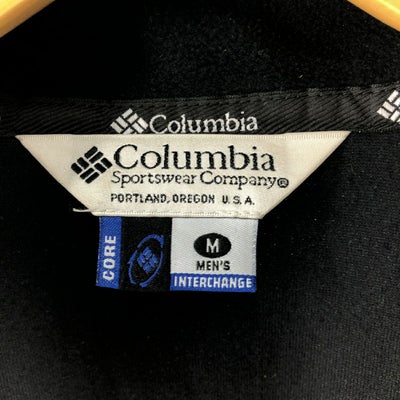 Columbia
Columbia
Sportswear Company®
PORTLAND, OREGON U.S.A.
CORE
M
MEN'S
INTERCHANGE